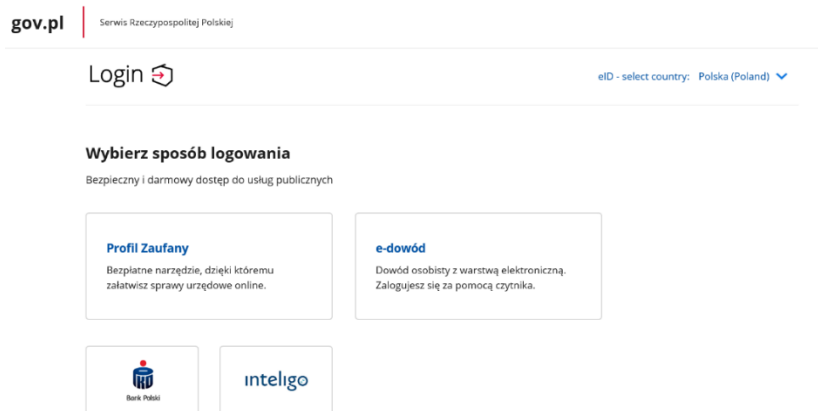 gov.pl
Serwis Rzeczypospolitej Polskiej
Login
eID - select country: Polska (Poland)
Wybierz sposób logowania
Bezpieczny i darmowy dostęp do usług publicznych
Profil Zaufany
Bezpłatne narzędzie, dzięki któremu
załatwisz sprawy urzędowe online.
e-dowód
Dowód osobisty z warstwą elektroniczną.
Zalogujesz się za pomocą czytnika.
Bank Polski
inteligo